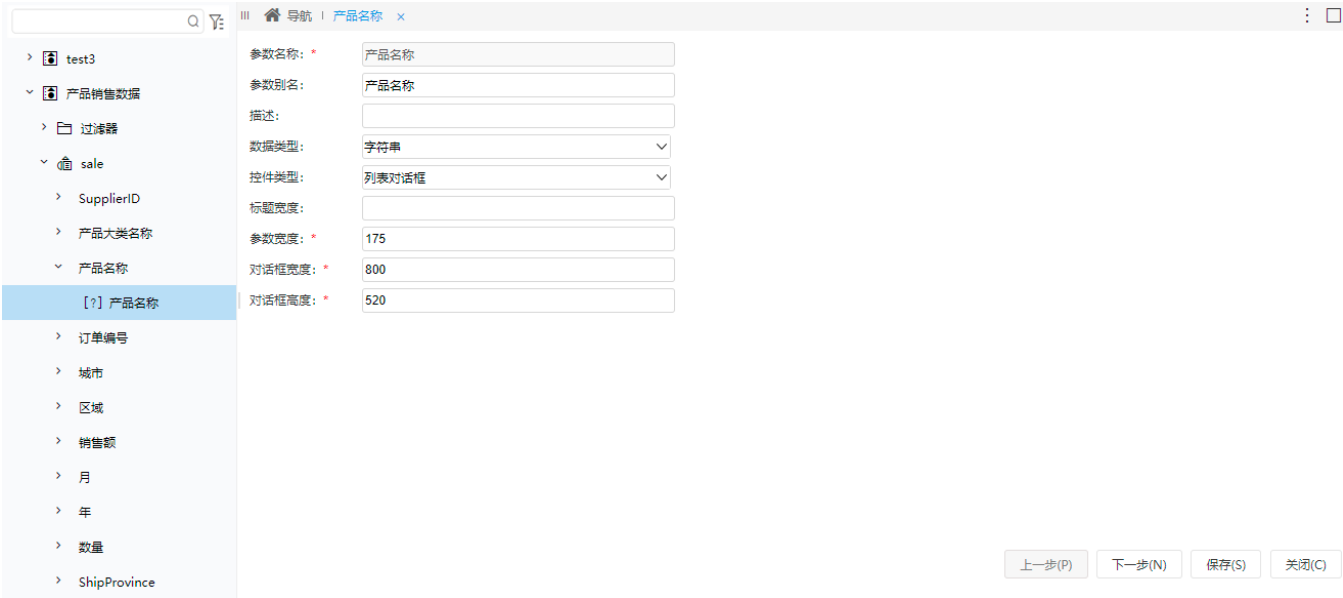 导航
产品名称
test3
产品销售数据
过滤器
sale
SupplierID
产品大类名称
产品名称
[?] 产品名称
订单编号
城市
区域
销售额
月
年
数量
ShipProvince
参数名称: * 产品名称
参数别名: 产品名称
描述:
数据类型: 字符串
控件类型: 列表对话框
标题宽度:
参数宽度: * 175
对话框宽度: * 800
对话框高度: * 520
上一步(P) 下一步(N) 保存(S) 关闭(C)